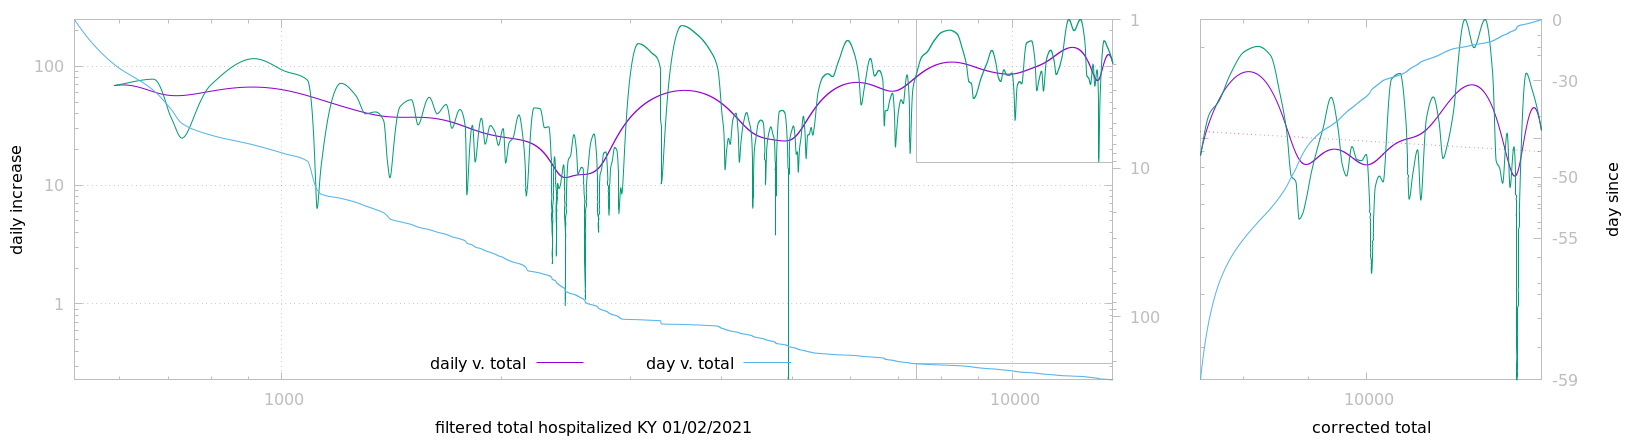 100
10
1
daily increase
1000
10000
1
10
100
daily v. total
day v. total
filtered total hospitalized KY 01/02/2021
0
-30
-50
-55
-59
day since
10000
corrected total